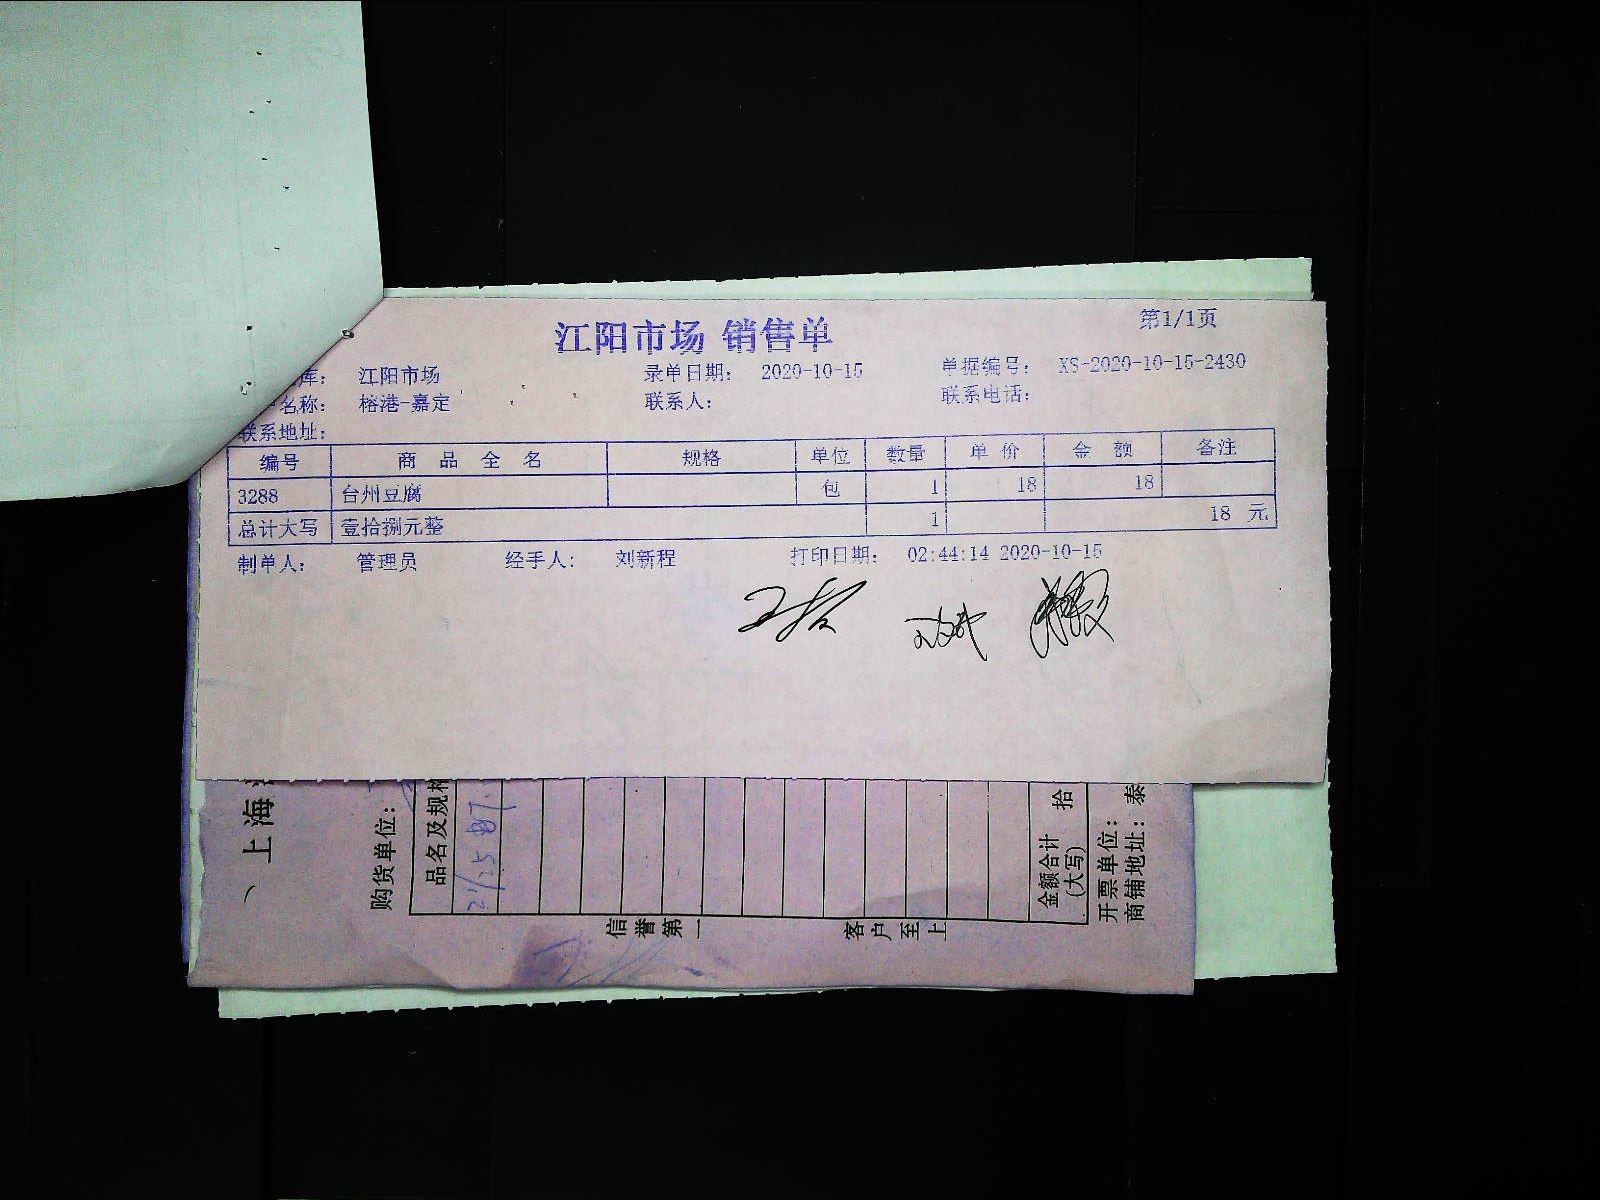 江阳市场 销售单
第1/1页
库： 江阳市场 录单日期： 2020-10-15 单据编号： XS-2020-10-15-2430
名称： 榕港-嘉定 联系人： 联系电话：
联系地址：
编号 商 品 全 名 规格 单位 数量 单 价 金 额 备注
3288 台州豆腐 包 1 18 18
总计大写 壹拾捌元整 1 18 元
制单人： 管理员 经手人： 刘新程 打印日期： 02:44:14 2020-10-15
上海
购货单位：
品名及规格
金额合计
(大写)
拾
开票单位：
商铺地址：泰
信誉第一
客户至上